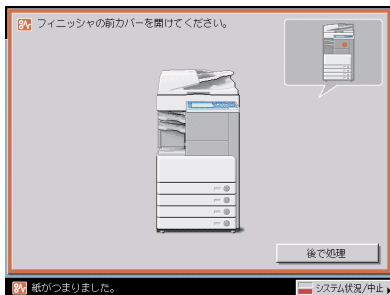 フィニッシャの前カバーを開けてください。
後で処理
紙がつまりました。
システム状況/中止